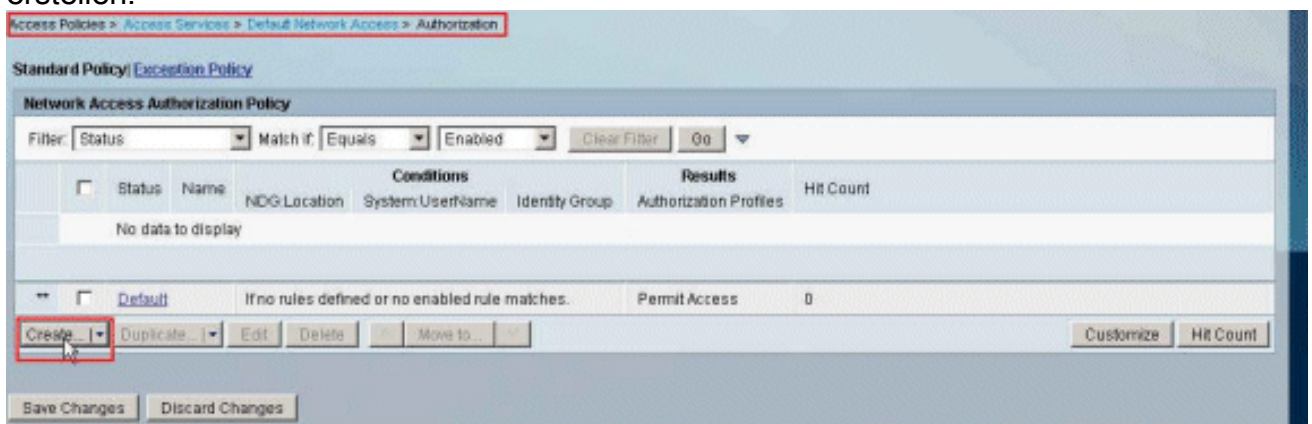 erstellen.
Access Policies > Access Services > Default Network Access > Authorization
Standard Policy| Exception Policy
Network Access Authorization Policy
Filter: Status Match if: Equals Enabled Clear Filter Go
Status Name Conditions Results Hit Count
NDG:Location System:UserName Identity Group Authorization Profiles
No data to display
** Default If no rules defined or no enabled rule matches. Permit Access 0
Create... Duplicate... Edit Delete Move to... Customize Hit Count
Save Changes Discard Changes